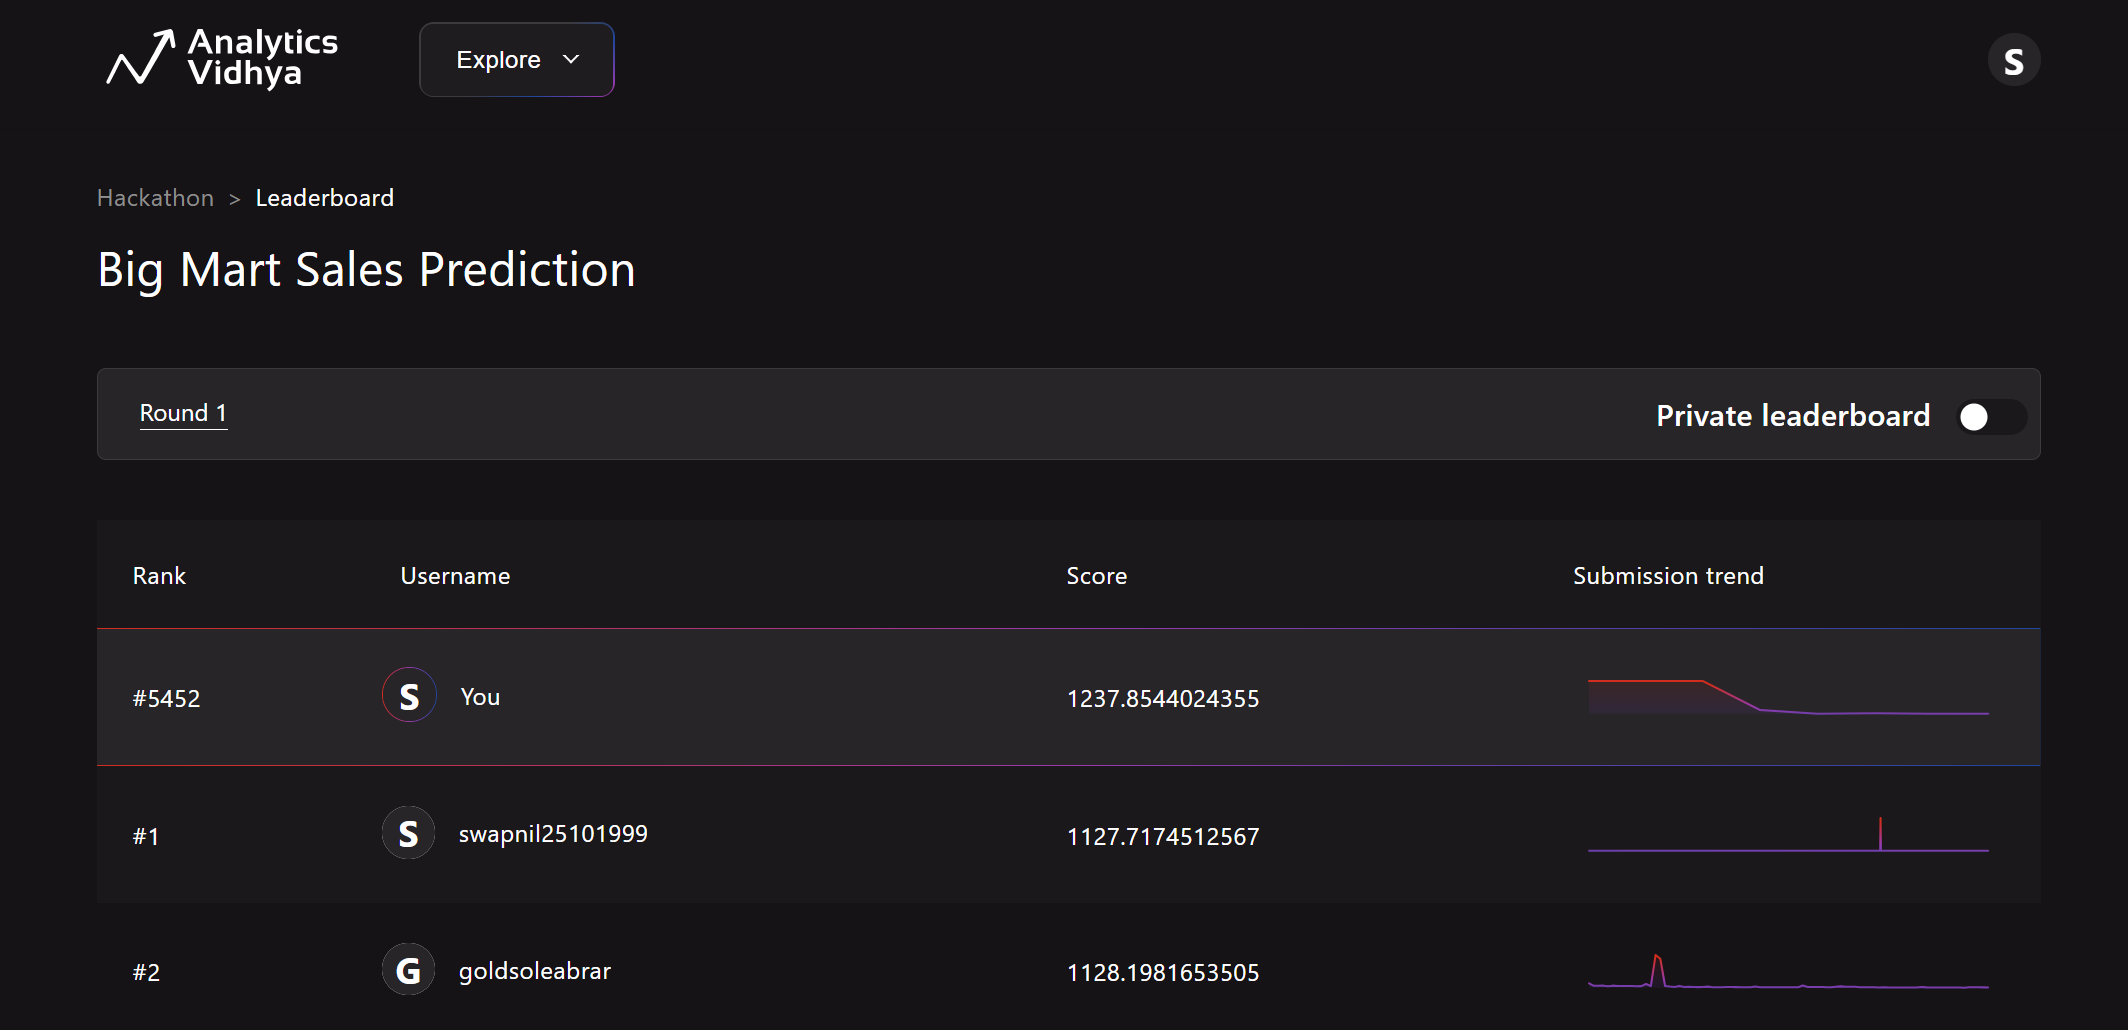 Analytics
Vidhya
Explore
S
Hackathon > Leaderboard
Big Mart Sales Prediction
Round 1 Private leaderboard
Rank Username Score Submission trend
#5452 S You 1237.8544024355
#1 S swapnil25101999 1127.7174512567
#2 G goldsoleabrar 1128.1981653505